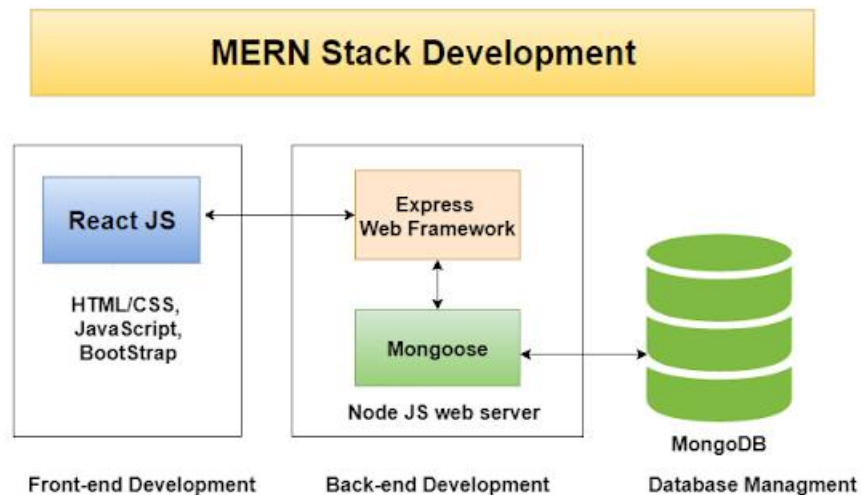 MERN Stack Development
React JS
HTML/CSS,
JavaScript,
BootStrap
Front-end Development
Express
Web Framework
Mongoose
Node JS web server
Back-end Development
MongoDB
Database Managment